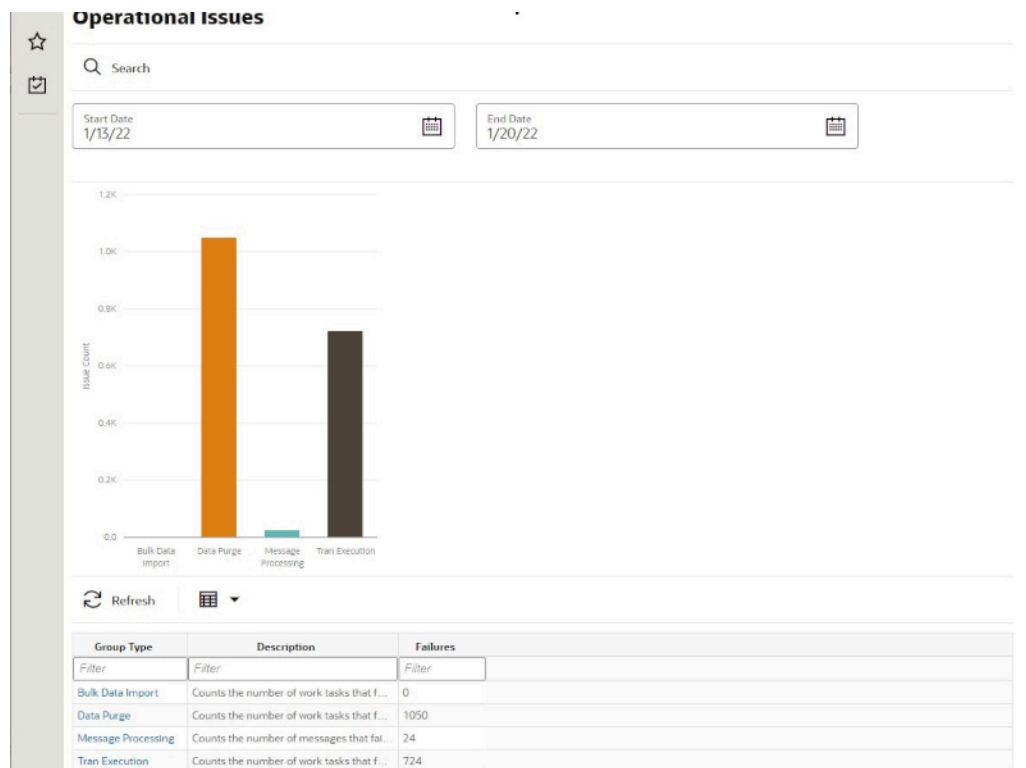 Operational Issues
Search
Start Date
1/13/22
End Date
1/20/22
1.2K
1.0K
0.8K
0.6K
0.4K
0.2K
0.0
Issue Count
Bulk Data
Import
Data Purge
Message
Processing
Tran Execution
Refresh
Group Type Description Failures
Filter Filter Filter
Bulk Data Import Counts the number of work tasks that f... 0
Data Purge Counts the number of work tasks that f... 1050
Message Processing Counts the number of messages that fai... 24
Tran Execution Counts the number of work tasks that f... 724